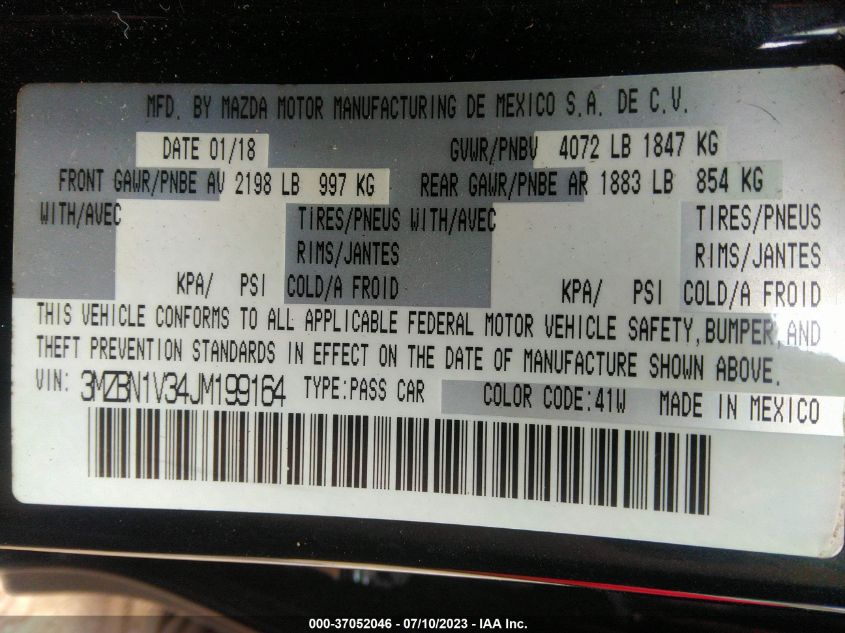 MFD. BY MAZDA MOTOR MANUFACTURING DE MEXICO S.A. DE C.V.
DATE 01/18 GVWR/PNBV 4072 LB 1847 KG
FRONT GAWR/PNBE AV 2198 LB 997 KG REAR GAWR/PNBE AR 1883 LB 854 KG
WITH/AVEC TIRES/PNEUS WITH/AVEC TIRES/PNEUS
RIMS/JANTES RIMS/JANTES
KPA/ PSI COLD/A FROID KPA/ PSI COLD/A FROID
THIS VEHICLE CONFORMS TO ALL APPLICABLE FEDERAL MOTOR VEHICLE SAFETY, BUMPER, AND
THEFT PREVENTION STANDARDS IN EFFECT ON THE DATE OF MANUFACTURE SHOWN ABOVE.
VIN: 3MZBN1V34JM199164 TYPE:PASS CAR COLOR CODE:41W MADE IN MEXICO
000-37052046 - 07/10/2023 - IAA Inc.